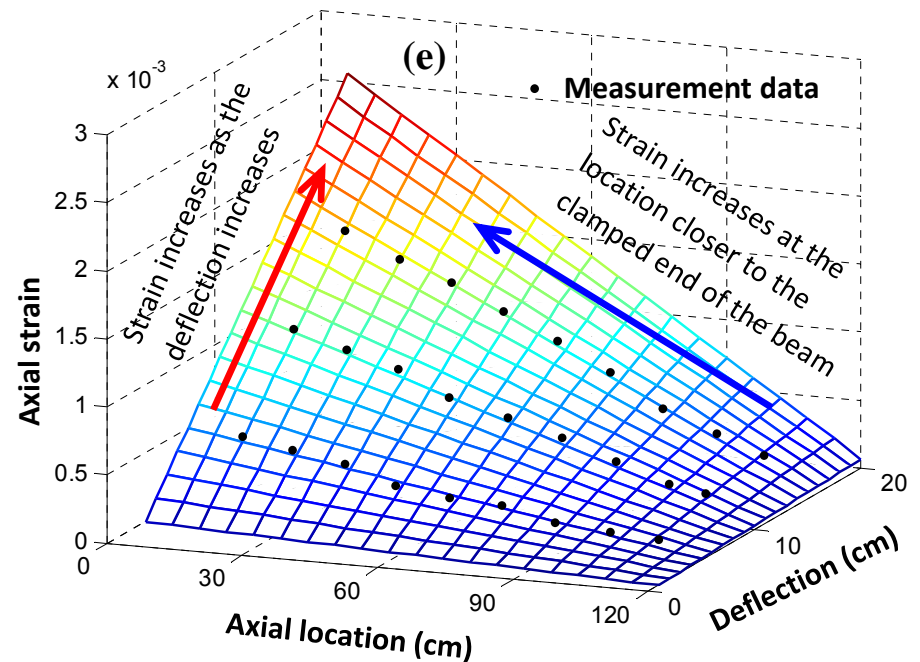 (e)
x 10⁻³
Measurement data
Strain increases as the
deflection increases
Strain increases at the
location closer to the
clamped end of the beam
3
2.5
2
1.5
1
0.5
0
Axial strain
0
30
60
90
120
Axial location (cm)
0
10
20
Deflection (cm)